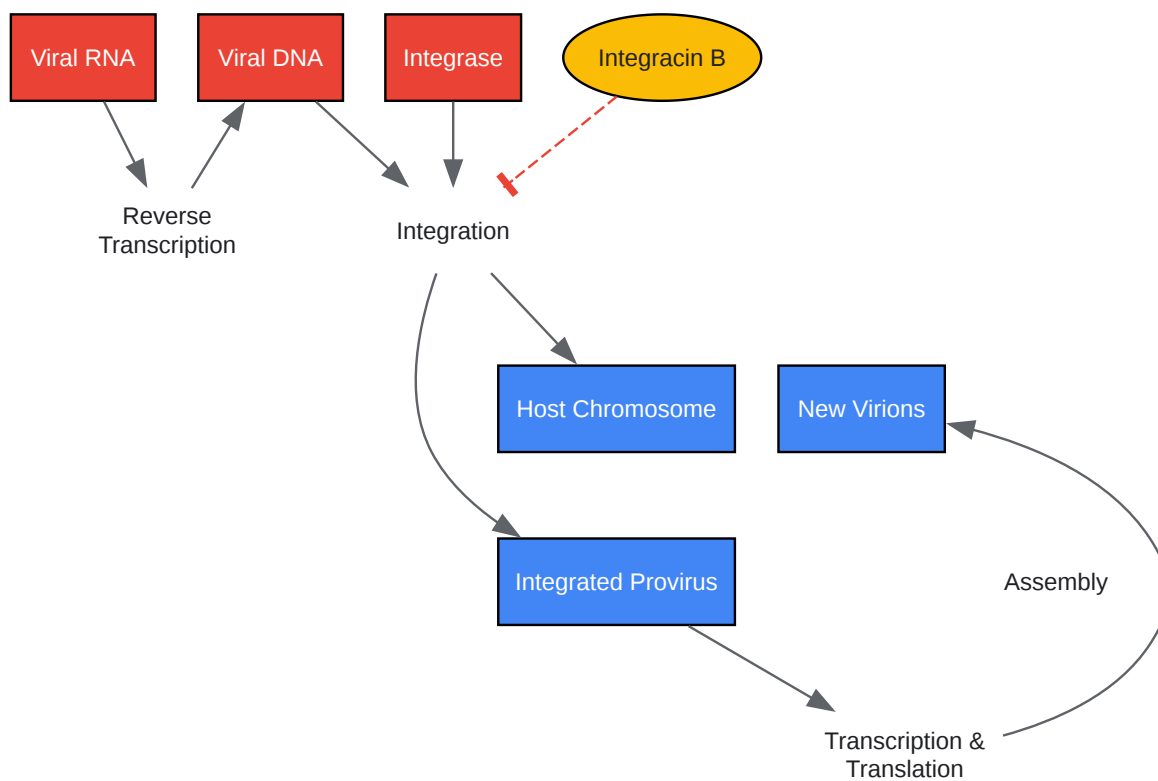 Viral RNA
Viral DNA
Integrase
Integracin B
Reverse
Transcription
Integration
Host Chromosome
New Virions
Integrated Provirus
Assembly
Transcription &
Translation